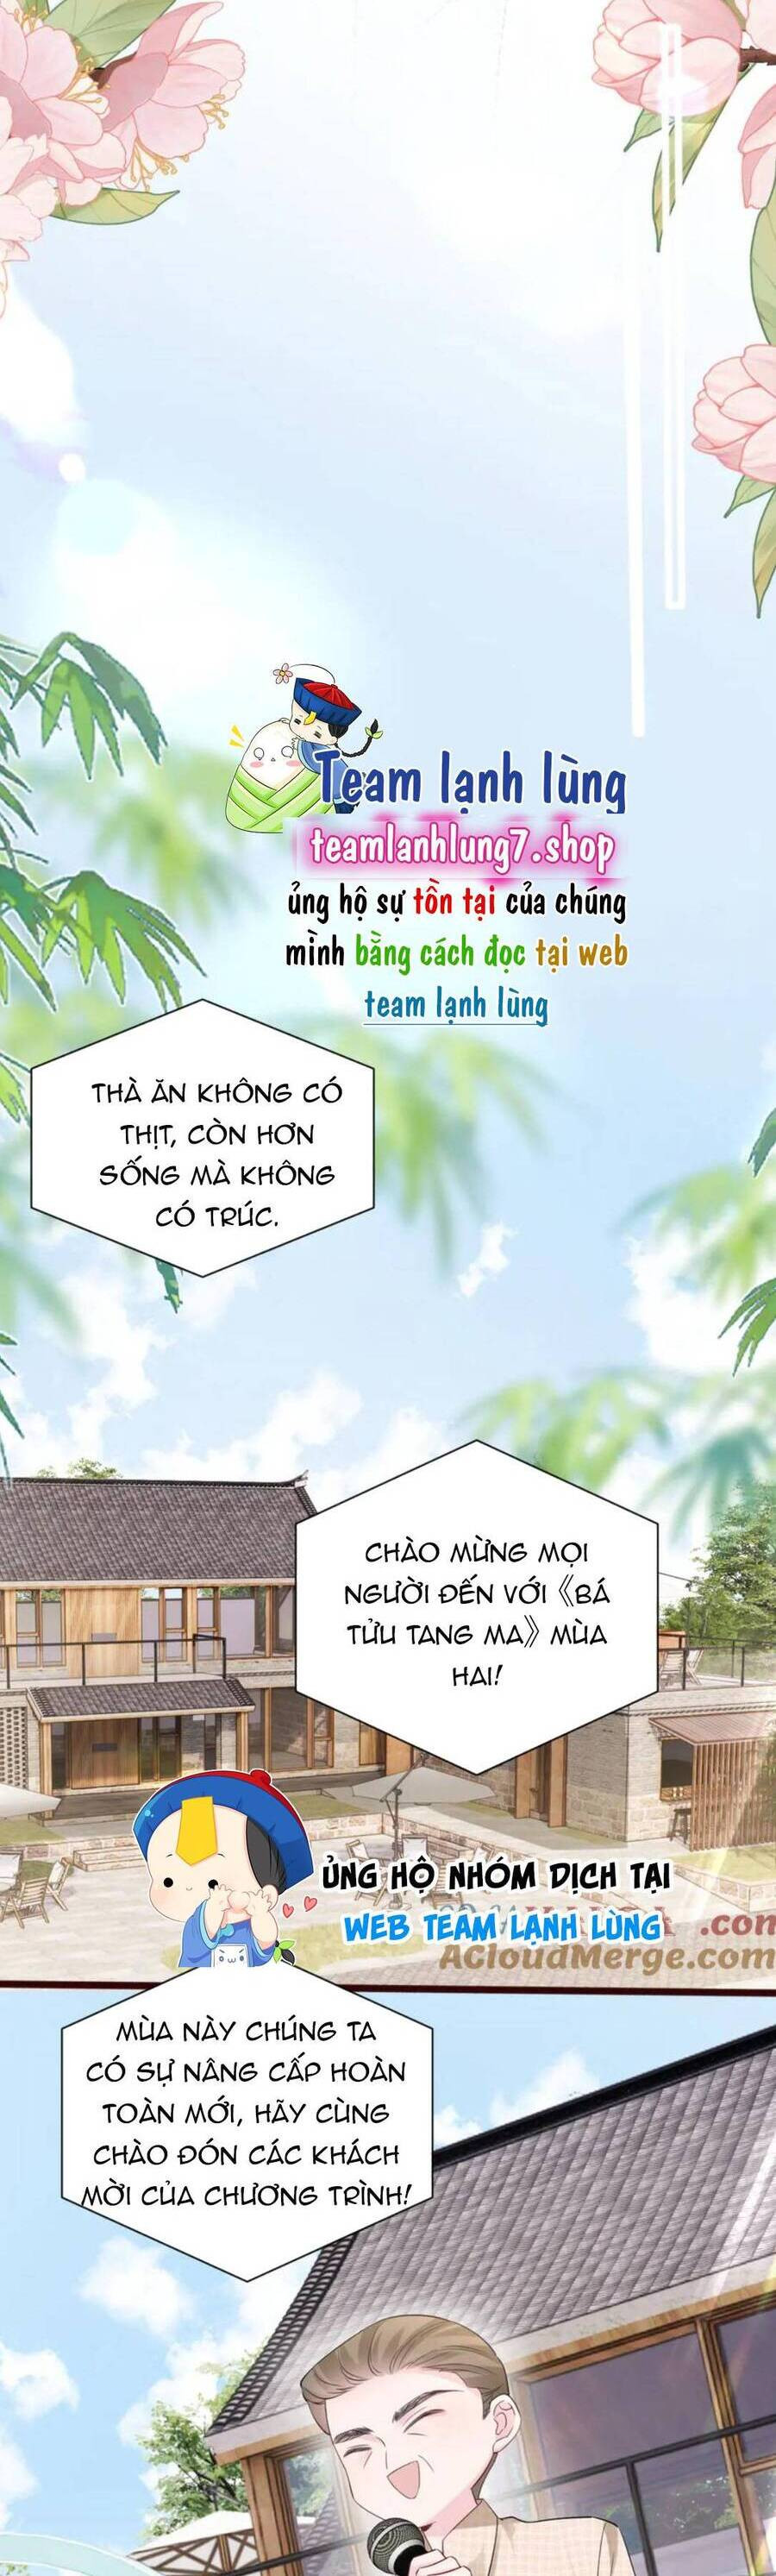 Team lạnh lùng
teamlanhlung7.shop
ủng hộ sự tồn tại của chúng
mình bằng cách đọc tại web
team lạnh lùng
THÀ ĂN KHÔNG CÓ
THỊT, CÒN HƠN
SỐNG MÀ KHÔNG
CÓ TRÚC.
CHÀO MỪNG MỌI
NGƯỜI ĐẾN VỚI 《BÁ
TỬU TANG MA》 MÙA
HAI!
ỦNG HỘ NHÓM DỊCH TẠI
WEB TEAM LẠNH LÙNG
.com
ACloudMerge.com
MÙA NÀY CHÚNG TA
CÓ SỰ NÂNG CẤP HOÀN
TOÀN MỚI, HÃY CÙNG
CHÀO ĐÓN CÁC KHÁCH
MỜI CỦA CHƯƠNG TRÌNH!